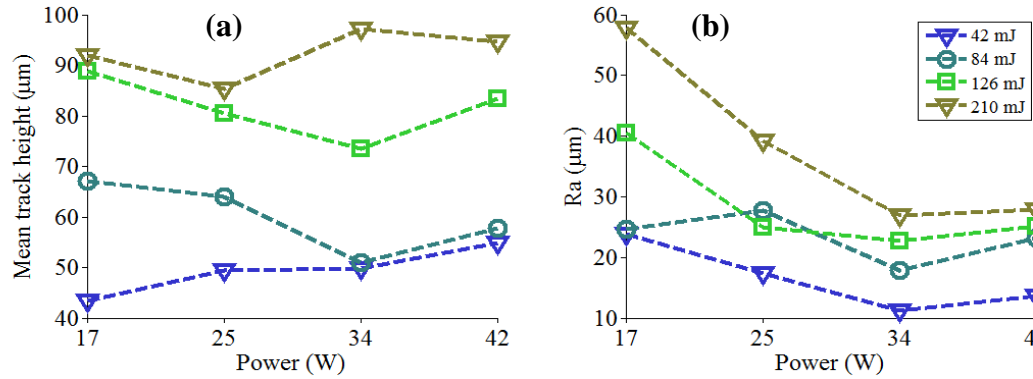 (a)
Mean track height (μm)
100
90
80
70
60
50
40
17 25 34 42
Power (W)
(b)
Ra (μm)
60
50
40
30
20
10
17 25 34 4
Power (W)
42 mJ
84 mJ
126 mJ
210 mJ